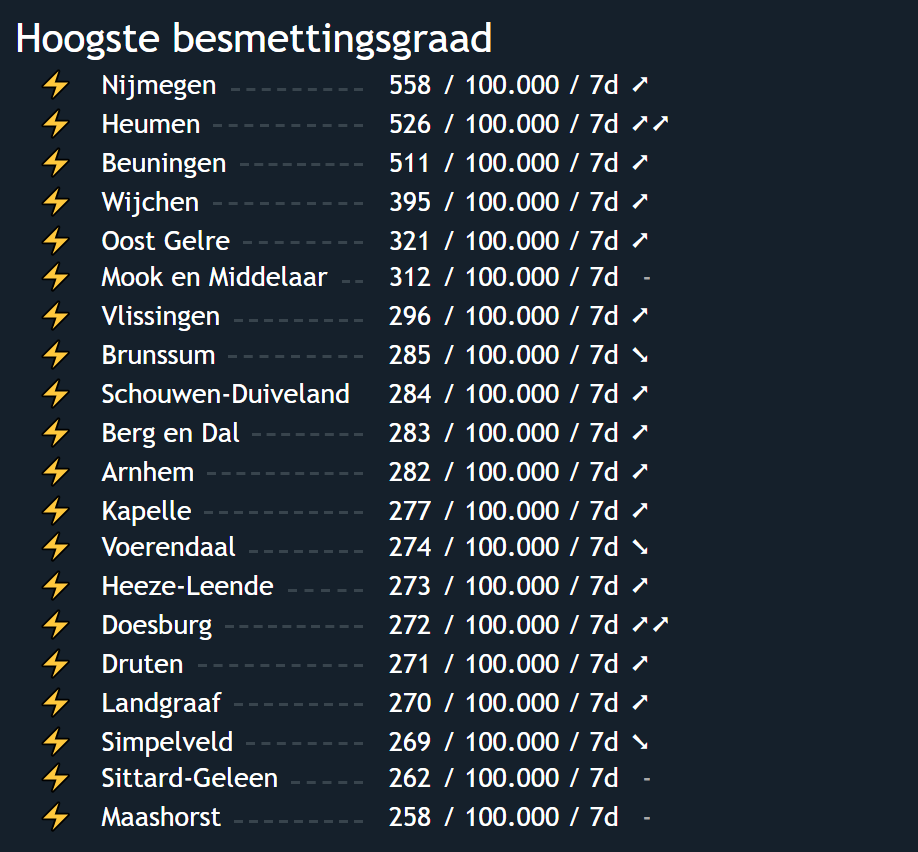 Hoogste besmettingsgraad
⚡ Nijmegen 558 / 100.000 / 7d ➚
⚡ Heumen 526 / 100.000 / 7d ➚➚
⚡ Beuningen 511 / 100.000 / 7d ➚
⚡ Wijchen 395 / 100.000 / 7d ➚
⚡ Oost Gelre 321 / 100.000 / 7d ➚
⚡ Mook en Middelaar 312 / 100.000 / 7d -
⚡ Vlissingen 296 / 100.000 / 7d ➚
⚡ Brunssum 285 / 100.000 / 7d ➘
⚡ Schouwen-Duiveland 284 / 100.000 / 7d ➚
⚡ Berg en Dal 283 / 100.000 / 7d ➚
⚡ Arnhem 282 / 100.000 / 7d ➚
⚡ Kapelle 277 / 100.000 / 7d ➚
⚡ Voerendaal 274 / 100.000 / 7d ➘
⚡ Heeze-Leende 273 / 100.000 / 7d ➚
⚡ Doesburg 272 / 100.000 / 7d ➚➚
⚡ Druten 271 / 100.000 / 7d ➚
⚡ Landgraaf 270 / 100.000 / 7d ➚
⚡ Simpelveld 269 / 100.000 / 7d ➘
⚡ Sittard-Geleen 262 / 100.000 / 7d -
⚡ Maashorst 258 / 100.000 / 7d -